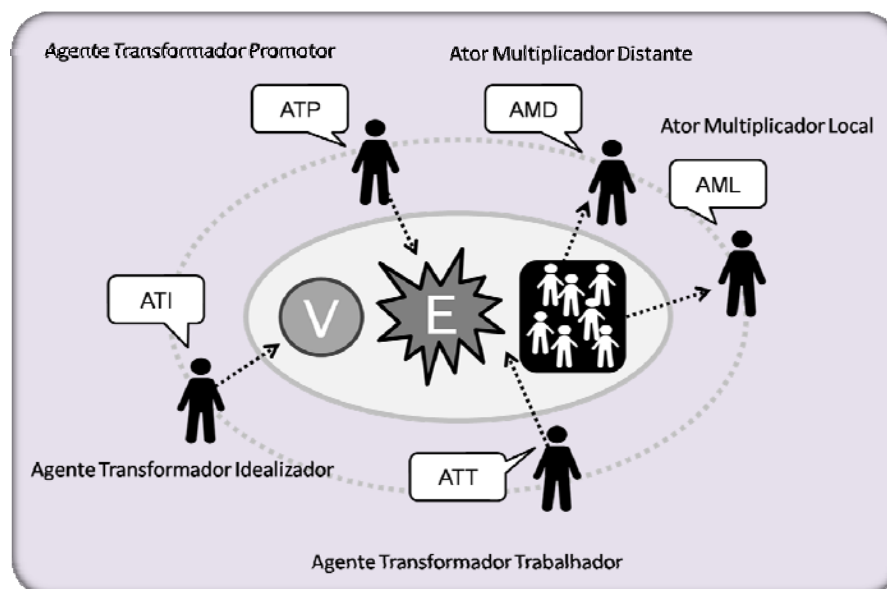 Agente Transformador Promotor
Ator Multiplicador Distante
ATP
AMD
Ator Multiplicador Local
AML
ATI
V
E
Agente Transformador Idealizador
ATT
Agente Transformador Trabalhador